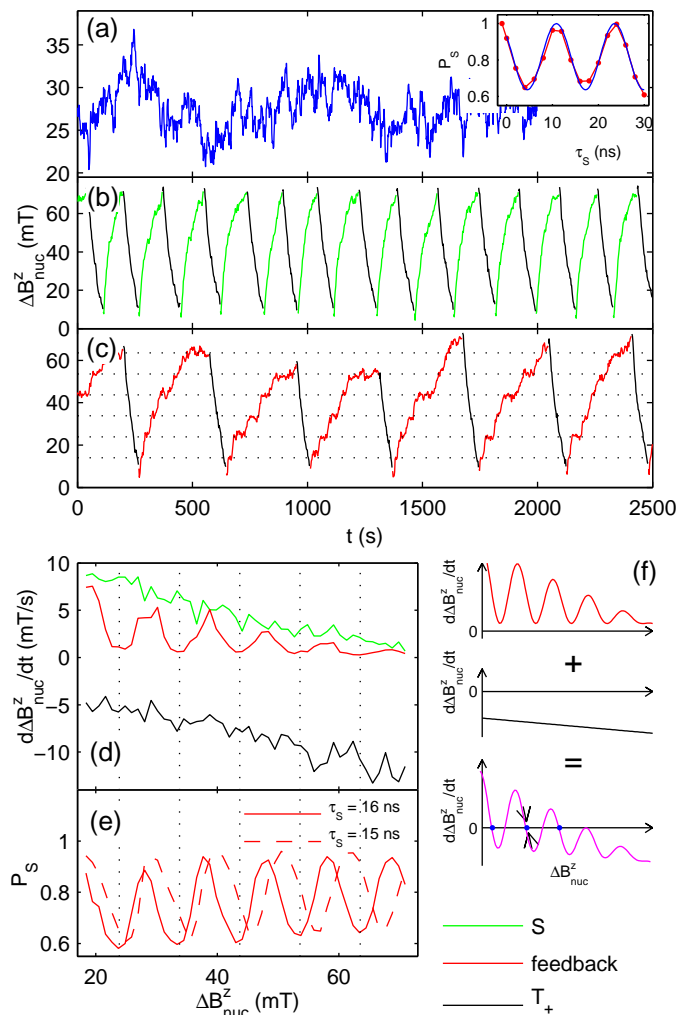 (a)
35
30
25
20
1
0.8
0.6
P_S
0 10 20 30
τ_S (ns)
(b)
60
40
20
0
ΔB^z_nuc (mT)
(c)
60
40
20
0
0 500 1000 1500 2000 2500
t (s)
10
5
0
−5
−10
dΔB^z_nuc/dt (mT/s)
(d)
(e)
τ_S = 16 ns
τ_S = 15 ns
1
0.8
0.6
P_S
20 40 60
ΔB^z_nuc (mT)
(f)
dΔB^z_nuc/dt
0
+
dΔB^z_nuc/dt
0
=
dΔB^z_nuc/dt
0
ΔB^z_nuc
S
feedback
T_+